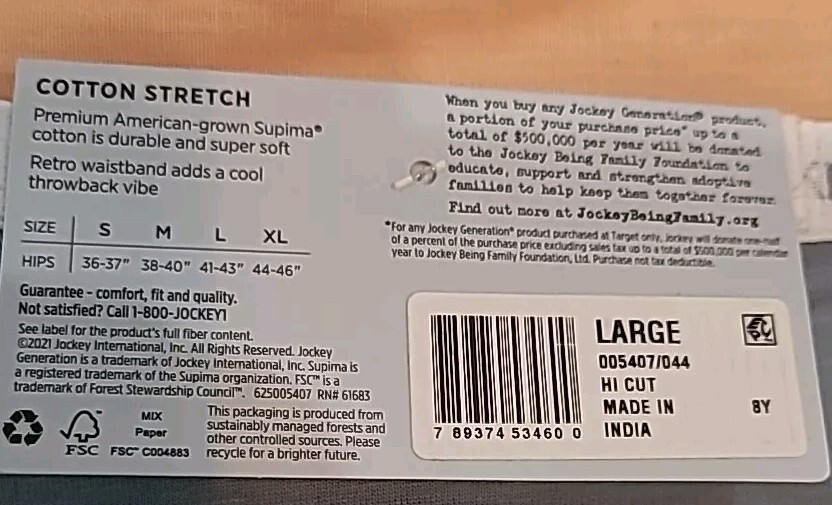 COTTON STRETCH
Premium American-grown Supima®
cotton is durable and super soft
Retro waistband adds a cool
throwback vibe
SIZE S M L XL
HIPS 36-37" 38-40" 41-43" 44-46"
Guarantee - comfort, fit and quality.
Not satisfied? Call 1-800-JOCKEY1
See label for the product's full fiber content.
©2021 Jockey International, Inc. All Rights Reserved. Jockey
Generation is a trademark of Jockey International, Inc. Supima is
a registered trademark of the Supima organization. FSC™ is a
trademark of Forest Stewardship Council™. 625005407 RN# 61683
FSC
MIX
Paper
FSC™ C004883
This packaging is produced from
sustainably managed forests and
other controlled sources. Please
recycle for a brighter future.
When you buy any Jockey Generation® product,
a portion of your purchase price* up to a
total of $500,000 per year will be donated
to the Jockey Being Family Foundation to
educate, support and strengthen adoptive
families to help keep them together forever.
Find out more at JockeyBeingFamily.org
*For any Jockey Generation® product purchased at Target only, Jockey will donate one-half
of a percent of the purchase price excluding sales tax up to a total of $500,000 per calendar
year to Jockey Being Family Foundation, Ltd. Purchase not tax deductible.
7 89374 53460 0
LARGE
005407/044
HI CUT
MADE IN
INDIA
8Y